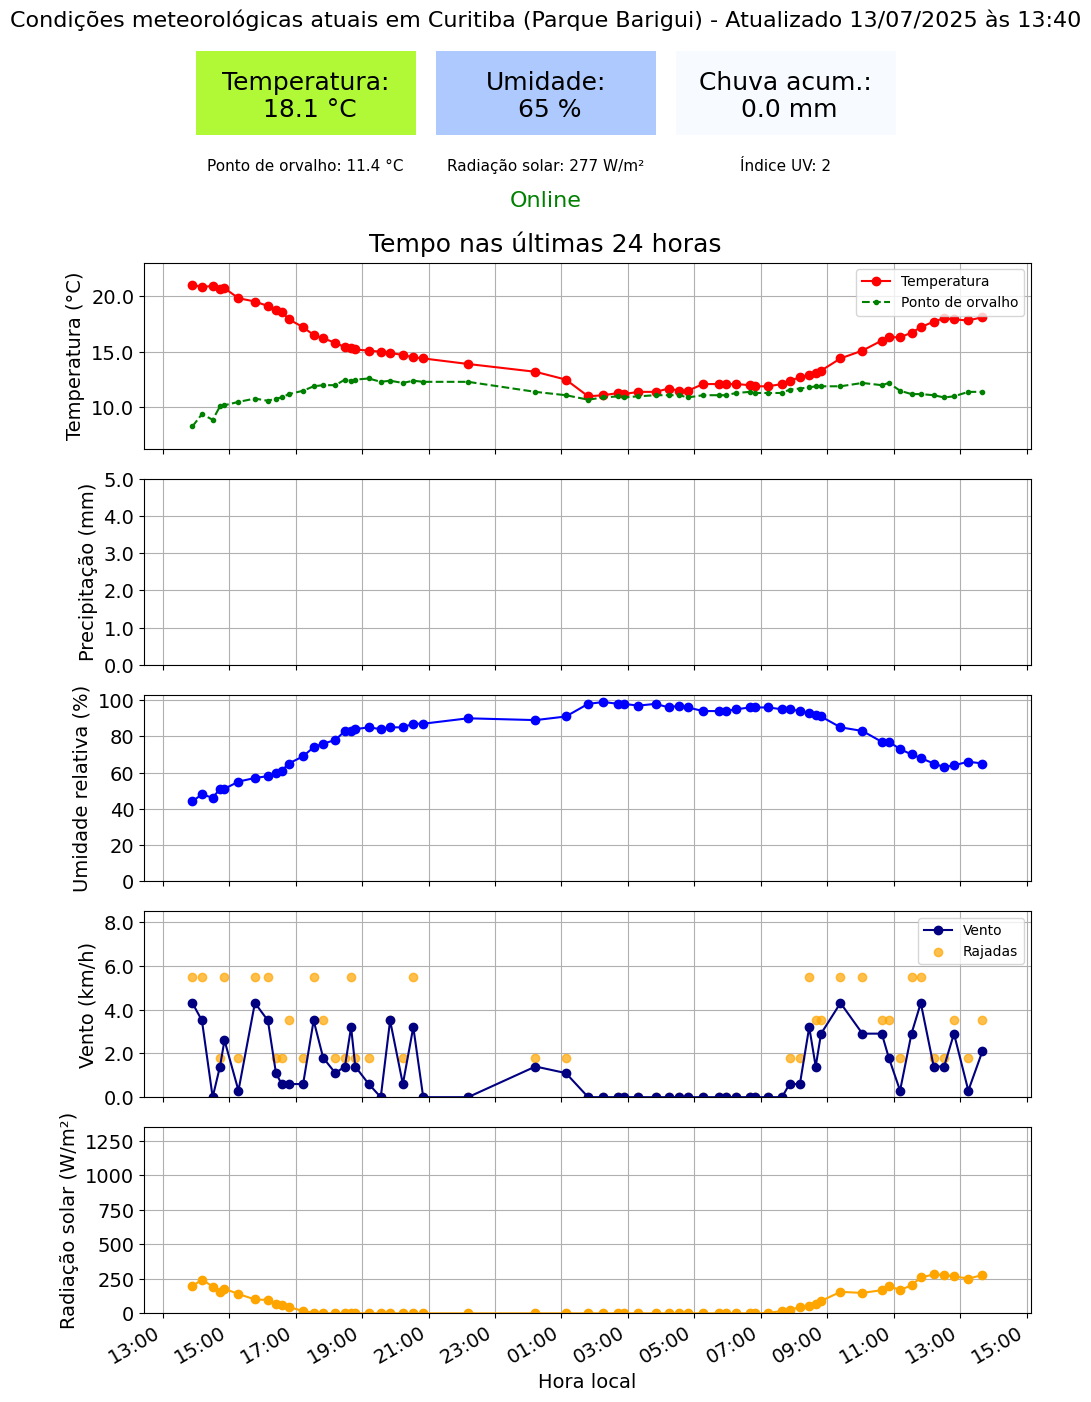 Condições meteorológicas atuais em Curitiba (Parque Barigui) - Atualizado 13/07/2025 às 13:40
Temperatura:
18.1 °C
Umidade:
65 %
Chuva acum.:
0.0 mm
Ponto de orvalho: 11.4 °C
Radiação solar: 277 W/m²
Índice UV: 2
Online
Tempo nas últimas 24 horas
Temperatura (°C)
20.0
15.0
10.0
Temperatura
Ponto de orvalho
Precipitação (mm)
5.0
4.0
3.0
2.0
1.0
0.0
Umidade relativa (%)
100
80
60
40
20
0
Vento (km/h)
8.0
6.0
4.0
2.0
0.0
Vento
Rajadas
Radiação solar (W/m²)
1250
1000
750
500
250
0
13:00
15:00
17:00
19:00
21:00
23:00
01:00
03:00
05:00
07:00
09:00
11:00
13:00
15:00
Hora local